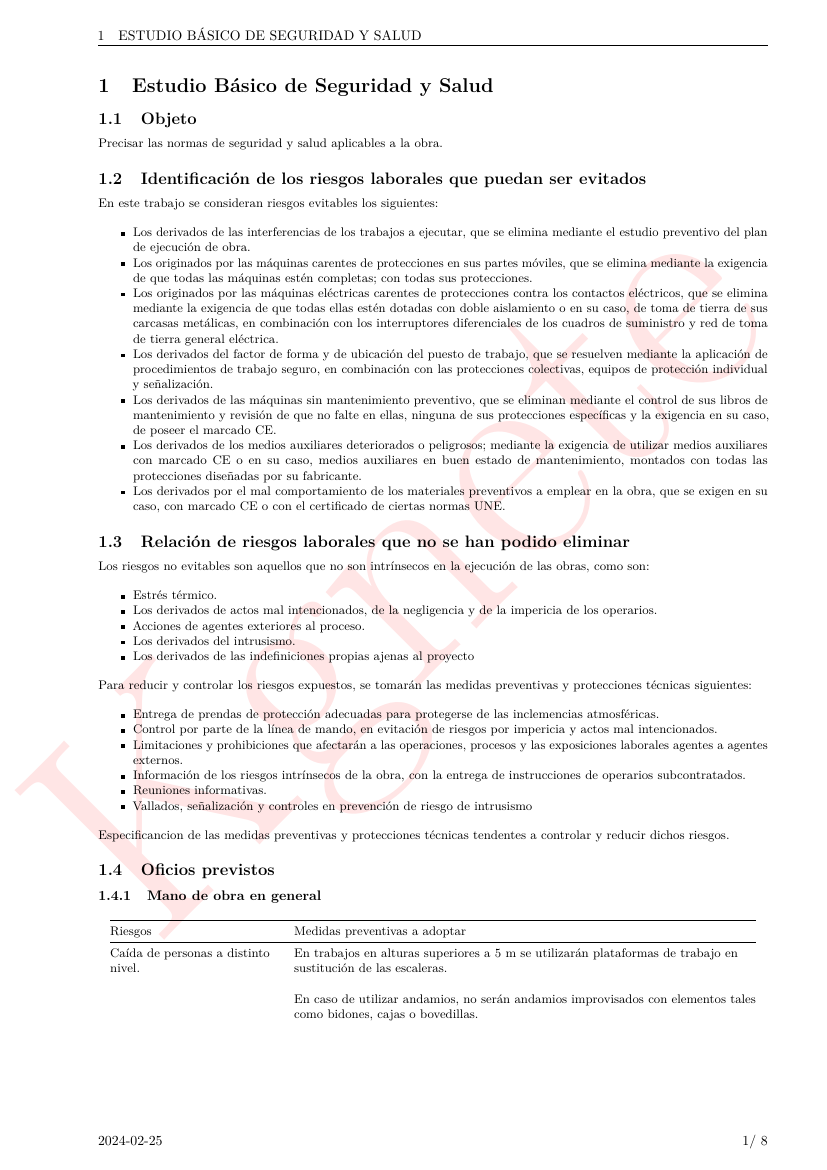 1 ESTUDIO BÁSICO DE SEGURIDAD Y SALUD
1 Estudio Básico de Seguridad y Salud
1.1 Objeto
Precisar las normas de seguridad y salud aplicables a la obra.
1.2 Identificación de los riesgos laborales que puedan ser evitados
En este trabajo se consideran riesgos evitables los siguientes:
▪ Los derivados de las interferencias de los trabajos a ejecutar, que se elimina mediante el estudio preventivo del plan
de ejecución de obra.
▪ Los originados por las máquinas carentes de protecciones en sus partes móviles, que se elimina mediante la exigencia
de que todas las máquinas estén completas; con todas sus protecciones.
▪ Los originados por las máquinas eléctricas carentes de protecciones contra los contactos eléctricos, que se elimina
mediante la exigencia de que todas ellas estén dotadas con doble aislamiento o en su caso, de toma de tierra de sus
carcasas metálicas, en combinación con los interruptores diferenciales de los cuadros de suministro y red de toma
de tierra general eléctrica.
▪ Los derivados del factor de forma y de ubicación del puesto de trabajo, que se resuelven mediante la aplicación de
procedimientos de trabajo seguro, en combinación con las protecciones colectivas, equipos de protección individual
y señalización.
▪ Los derivados de las máquinas sin mantenimiento preventivo, que se eliminan mediante el control de sus libros de
mantenimiento y revisión de que no falte en ellas, ninguna de sus protecciones específicas y la exigencia en su caso,
de poseer el marcado CE.
▪ Los derivados de los medios auxiliares deteriorados o peligrosos; mediante la exigencia de utilizar medios auxiliares
con marcado CE o en su caso, medios auxiliares en buen estado de mantenimiento, montados con todas las
protecciones diseñadas por su fabricante.
▪ Los derivados por el mal comportamiento de los materiales preventivos a emplear en la obra, que se exigen en su
caso, con marcado CE o con el certificado de ciertas normas UNE.
1.3 Relación de riesgos laborales que no se han podido eliminar
Los riesgos no evitables son aquellos que no son intrínsecos en la ejecución de las obras, como son:
▪ Estrés térmico.
▪ Los derivados de actos mal intencionados, de la negligencia y de la impericia de los operarios.
▪ Acciones de agentes exteriores al proceso.
▪ Los derivados del intrusismo.
▪ Los derivados de las indefiniciones propias ajenas al proyecto
Para reducir y controlar los riesgos expuestos, se tomarán las medidas preventivas y protecciones técnicas siguientes:
▪ Entrega de prendas de protección adecuadas para protegerse de las inclemencias atmosféricas.
▪ Control por parte de la línea de mando, en evitación de riesgos por impericia y actos mal intencionados.
▪ Limitaciones y prohibiciones que afectarán a las operaciones, procesos y las exposiciones laborales agentes a agentes
externos.
▪ Información de los riesgos intrínsecos de la obra, con la entrega de instrucciones de operarios subcontratados.
▪ Reuniones informativas.
▪ Vallados, señalización y controles en prevención de riesgo de intrusismo
Especificancion de las medidas preventivas y protecciones técnicas tendentes a controlar y reducir dichos riesgos.
1.4 Oficios previstos
1.4.1 Mano de obra en general
Riesgos Medidas preventivas a adoptar
Caída de personas a distinto En trabajos en alturas superiores a 5 m se utilizarán plataformas de trabajo en
nivel. sustitución de las escaleras.
En caso de utilizar andamios, no serán andamios improvisados con elementos tales
como bidones, cajas o bovedillas.
2024-02-25 1/ 8
Kgnete